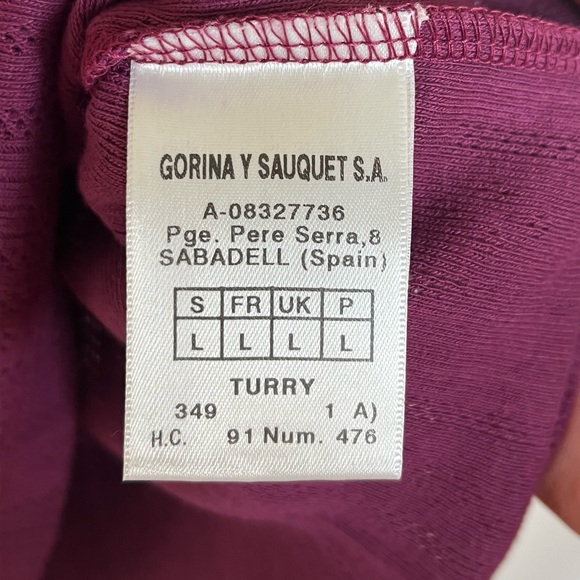 GORINA Y SAUQUET S.A.
A-08327736
Pge. Pere Serra,8
SABADELL (Spain)
S FR UK P
L L L L
TURRY
349 1 A)
H.C. 91 Num. 476